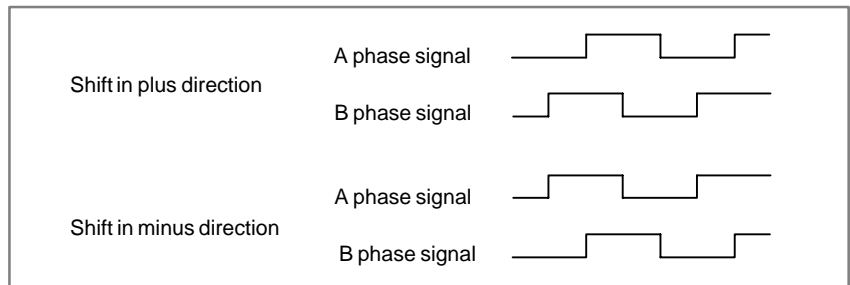 A phase signal
Shift in plus direction
B phase signal
A phase signal
Shift in minus direction
B phase signal